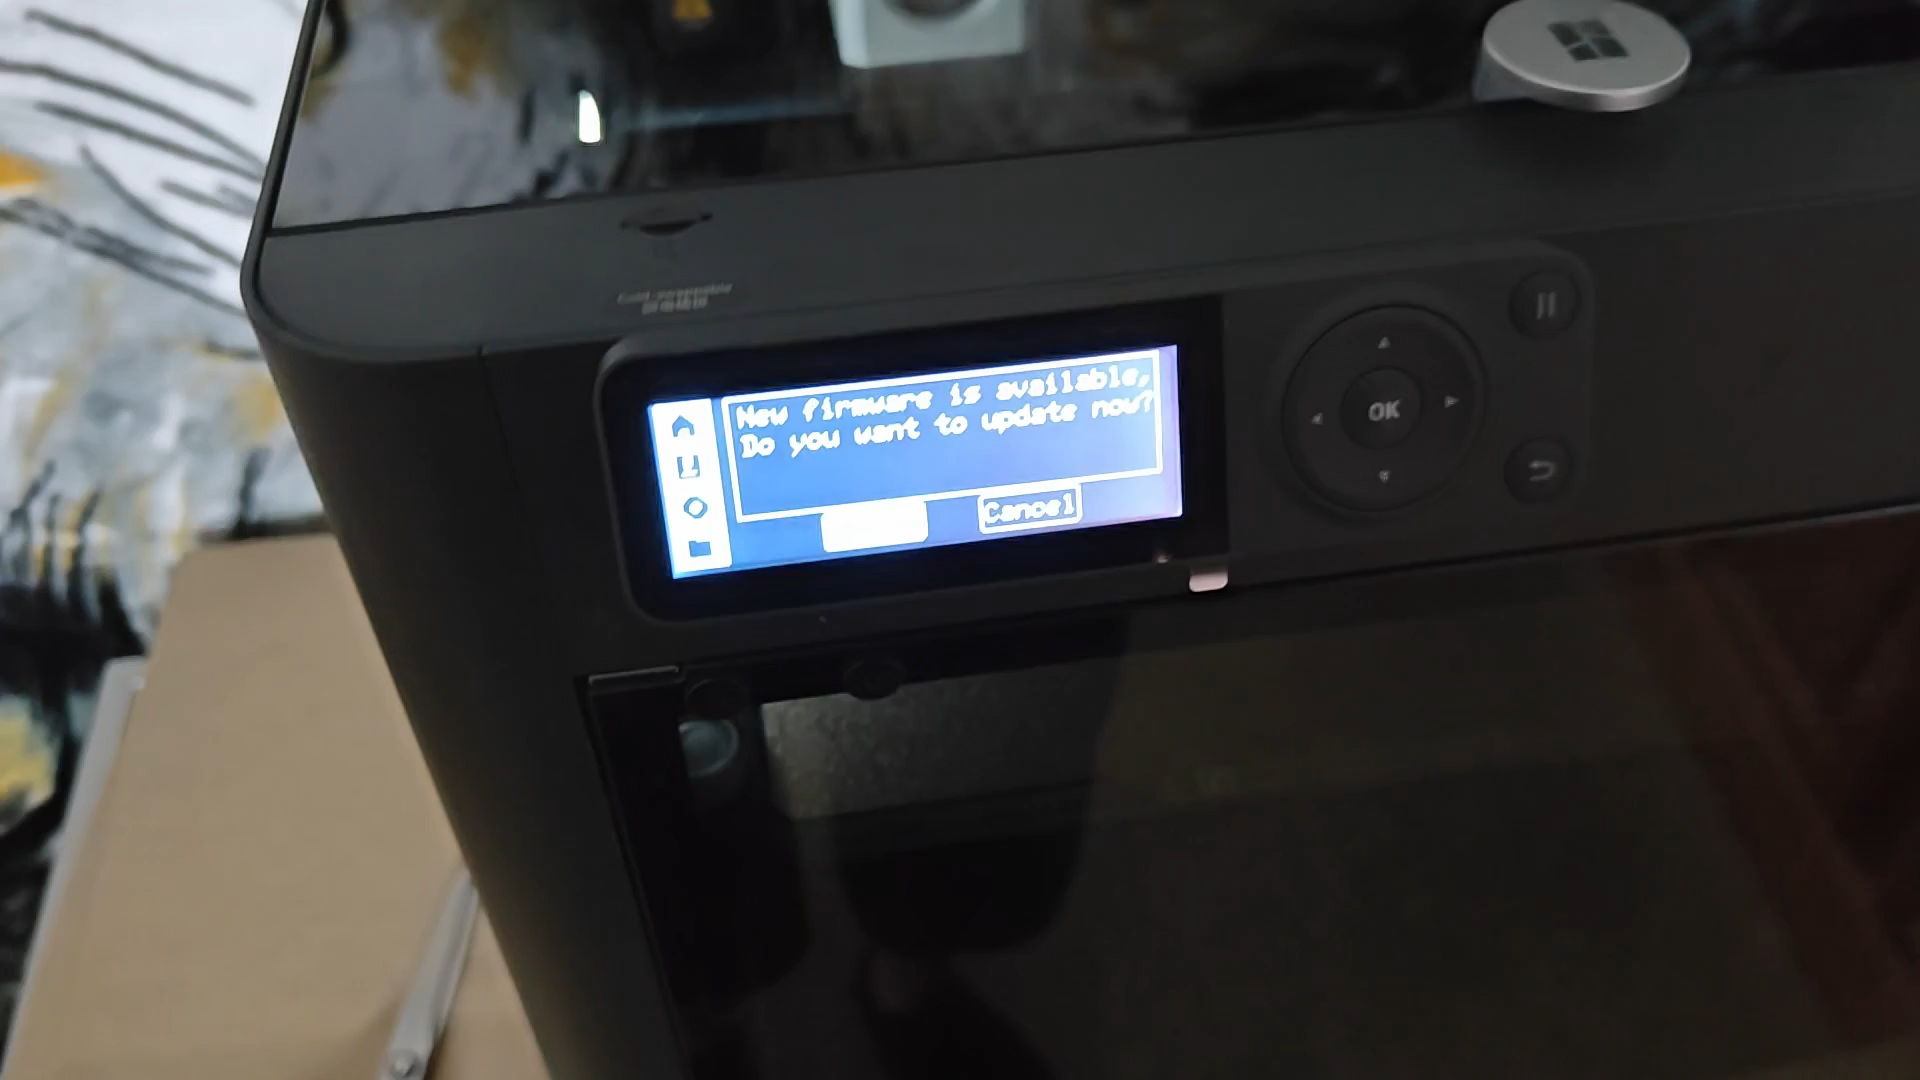 New firmware is available,
Do you want to update now?
Cancel
OK